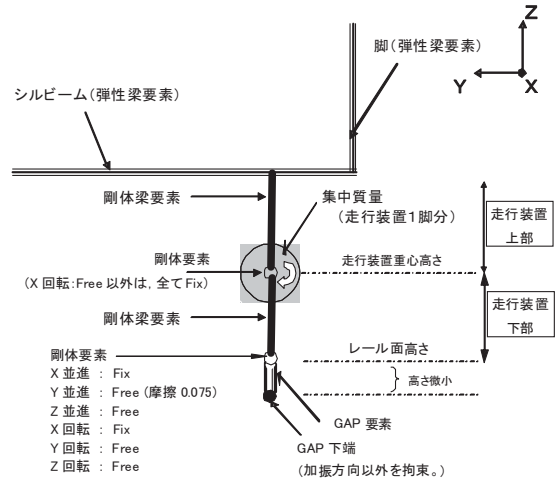 Z
脚(弾性梁要素)
Y
X
シルビーム(弾性梁要素)
剛体梁要素
集中質量
(走行装置1脚分)
走行装置
上部
剛体要素
(X 回転:Free 以外は, 全てFix)
走行装置重心高さ
剛体梁要素
走行装置
下部
レール面高さ
剛体要素
X 並進 : Fix
Y 並進 : Free (摩擦 0.075)
Z 並進 : Free
X 回転 : Fix
Y 回転 : Free
Z 回転 : Free
高さ微小
GAP 要素
GAP 下端
(加振方向以外を拘束。)